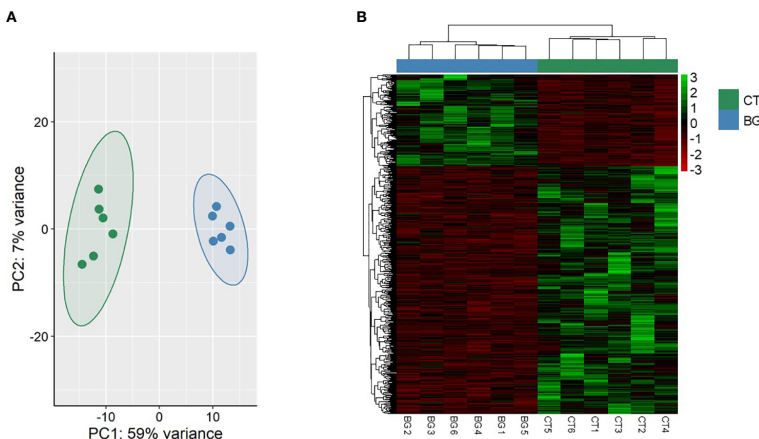 A
20
0
-20
PC2: 7% variance
-10
0
10
PC1: 59% variance
B
3
2
1
0
-1
-2
-3
CT
BG
BG 2
BG 3
BG 6
BG 4
BG 1
BG 5
CT5
CT6
CT1
CT3
CT2
CT4